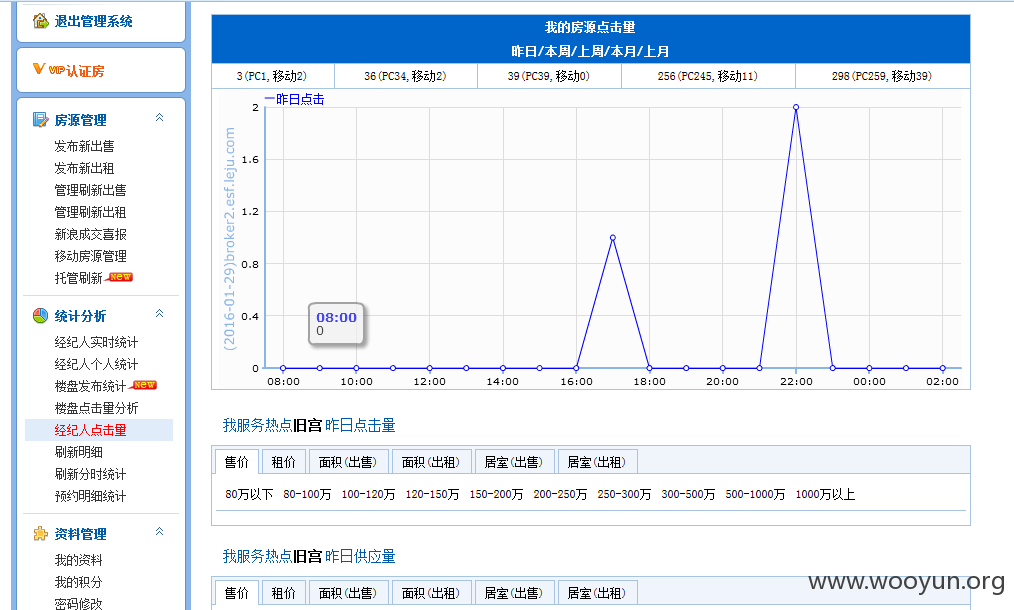 退出管理系统
VIP认证房
房源管理
发布新出售
发布新出租
管理刷新出售
管理刷新出租
新浪成交喜报
移动房源管理
托管刷新 NEW
统计分析
经纪人实时统计
经纪人个人统计
楼盘发布统计 NEW
楼盘点击量分析
经纪人点击量
刷新明细
刷新分时统计
预约明细统计
资料管理
我的资料
我的积分
密码修改
我的房源点击量
昨日/本周/上周/本月/上月
3(PC1, 移动2) 36(PC34, 移动2) 39(PC39, 移动0) 256(PC245, 移动11) 298(PC259, 移动39)
昨日点击
(2016-01-29)broker2.esf.leju.com
2
1.6
1.2
0.8
0.4
0
08:00
0
08:00 10:00 12:00 14:00 16:00 18:00 20:00 22:00 00:00 02:00
我服务热点旧宫 昨日点击量
售价 租价 面积(出售) 面积(出租) 居室(出售) 居室(出租)
80万以下 80-100万 100-120万 120-150万 150-200万 200-250万 250-300万 300-500万 500-1000万 1000万以上
我服务热点旧宫 昨日供应量
售价 租价 面积(出售) 面积(出租) 居室(出售) 居室(出租)
www.wooyun.org